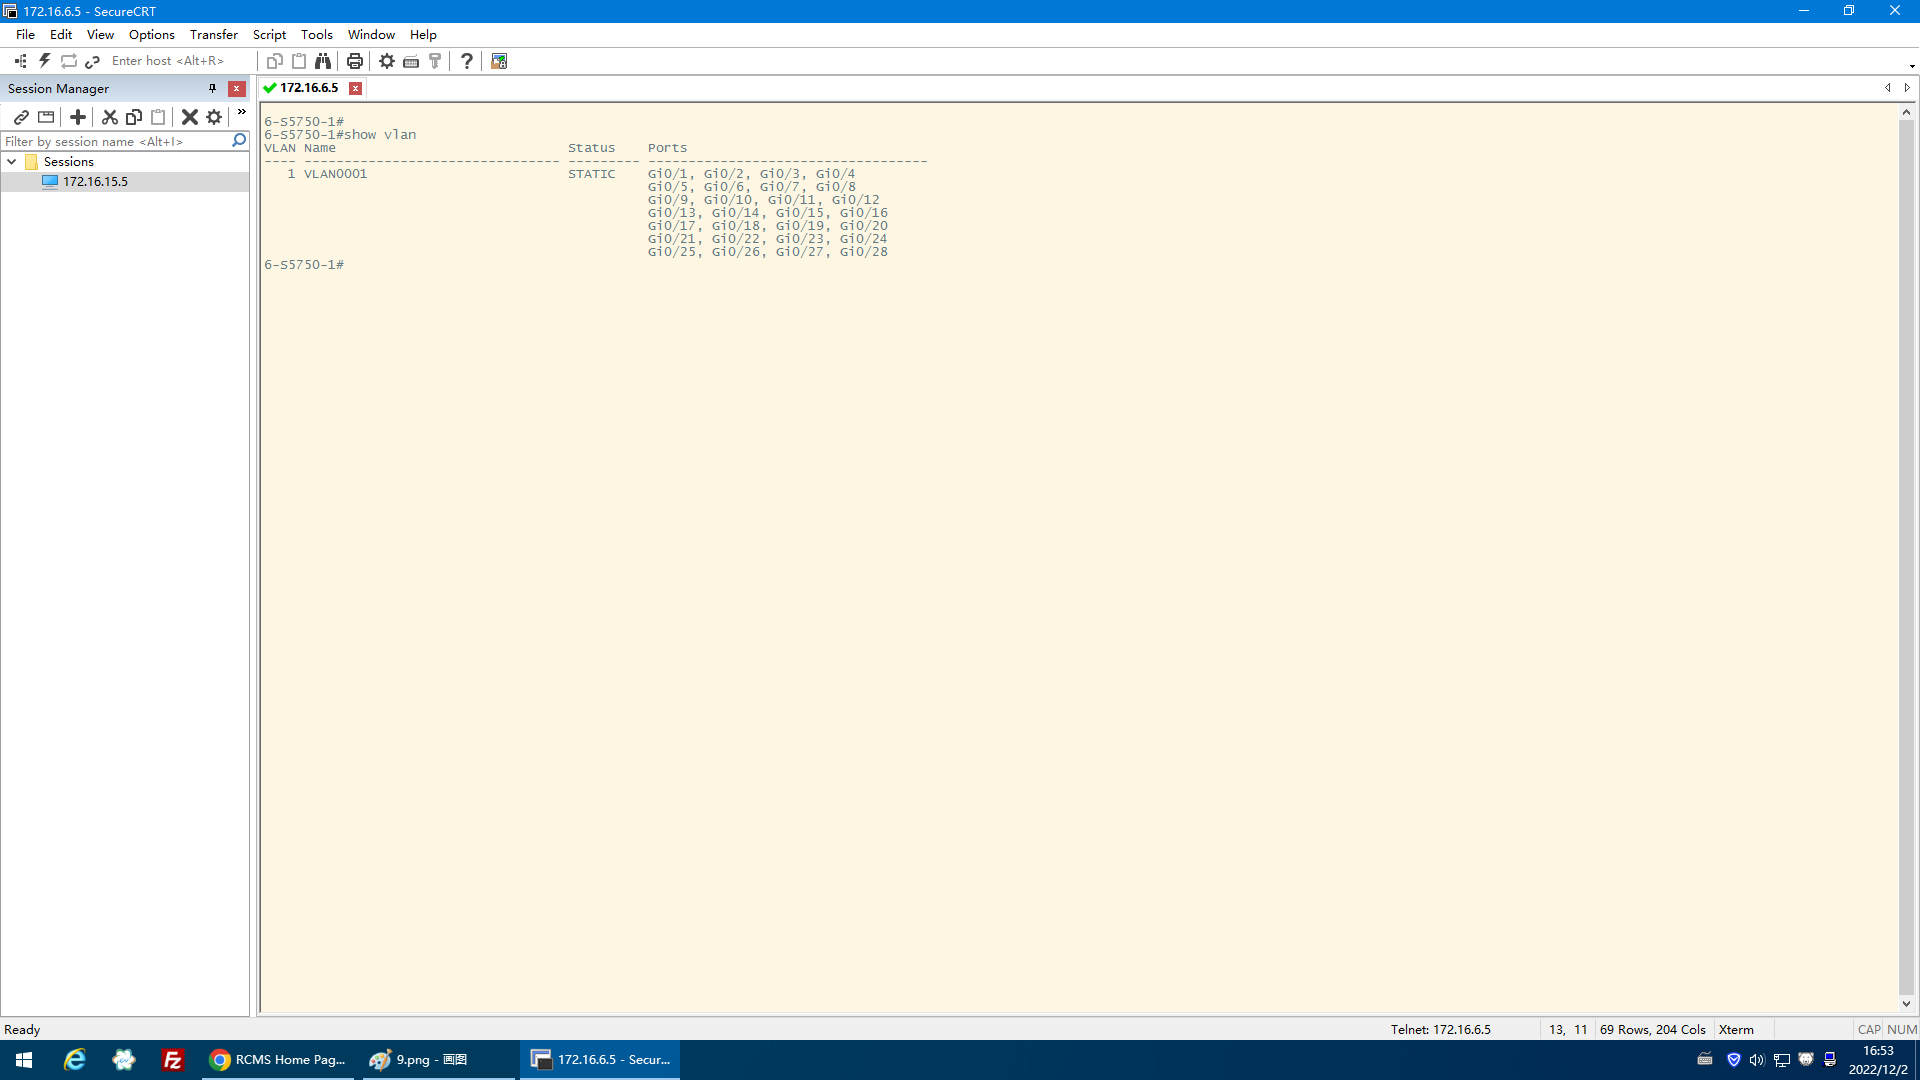 172.16.6.5 - SecureCRT
File Edit View Options Transfer Script Tools Window Help
Enter host <Alt+R>
Session Manager
172.16.6.5
Filter by session name <Alt+I>
Sessions
172.16.15.5
6-S5750-1#
6-S5750-1#show vlan
VLAN Name                             Status    Ports
---- -------------------------------- --------- -----------------------------------
   1 VLAN0001                         STATIC    Gi0/1, Gi0/2, Gi0/3, Gi0/4
                                                Gi0/5, Gi0/6, Gi0/7, Gi0/8
                                                Gi0/9, Gi0/10, Gi0/11, Gi0/12
                                                Gi0/13, Gi0/14, Gi0/15, Gi0/16
                                                Gi0/17, Gi0/18, Gi0/19, Gi0/20
                                                Gi0/21, Gi0/22, Gi0/23, Gi0/24
                                                Gi0/25, Gi0/26, Gi0/27, Gi0/28
6-S5750-1#
Ready
Telnet: 172.16.6.5
13, 11
69 Rows, 204 Cols
Xterm
CAP NUM
RCMS Home Pag...
9.png - 画图
172.16.6.5 - Secur...
16:53
2022/12/2